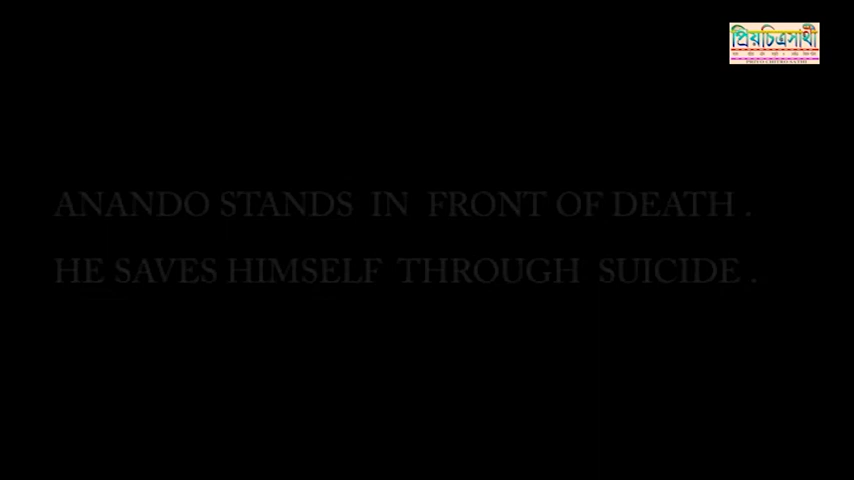 প্রিয়চিত্রসাথী
ANANDO STANDS IN FRONT OF DEATH .
HE SAVES HIMSELF THROUGH SUICIDE .